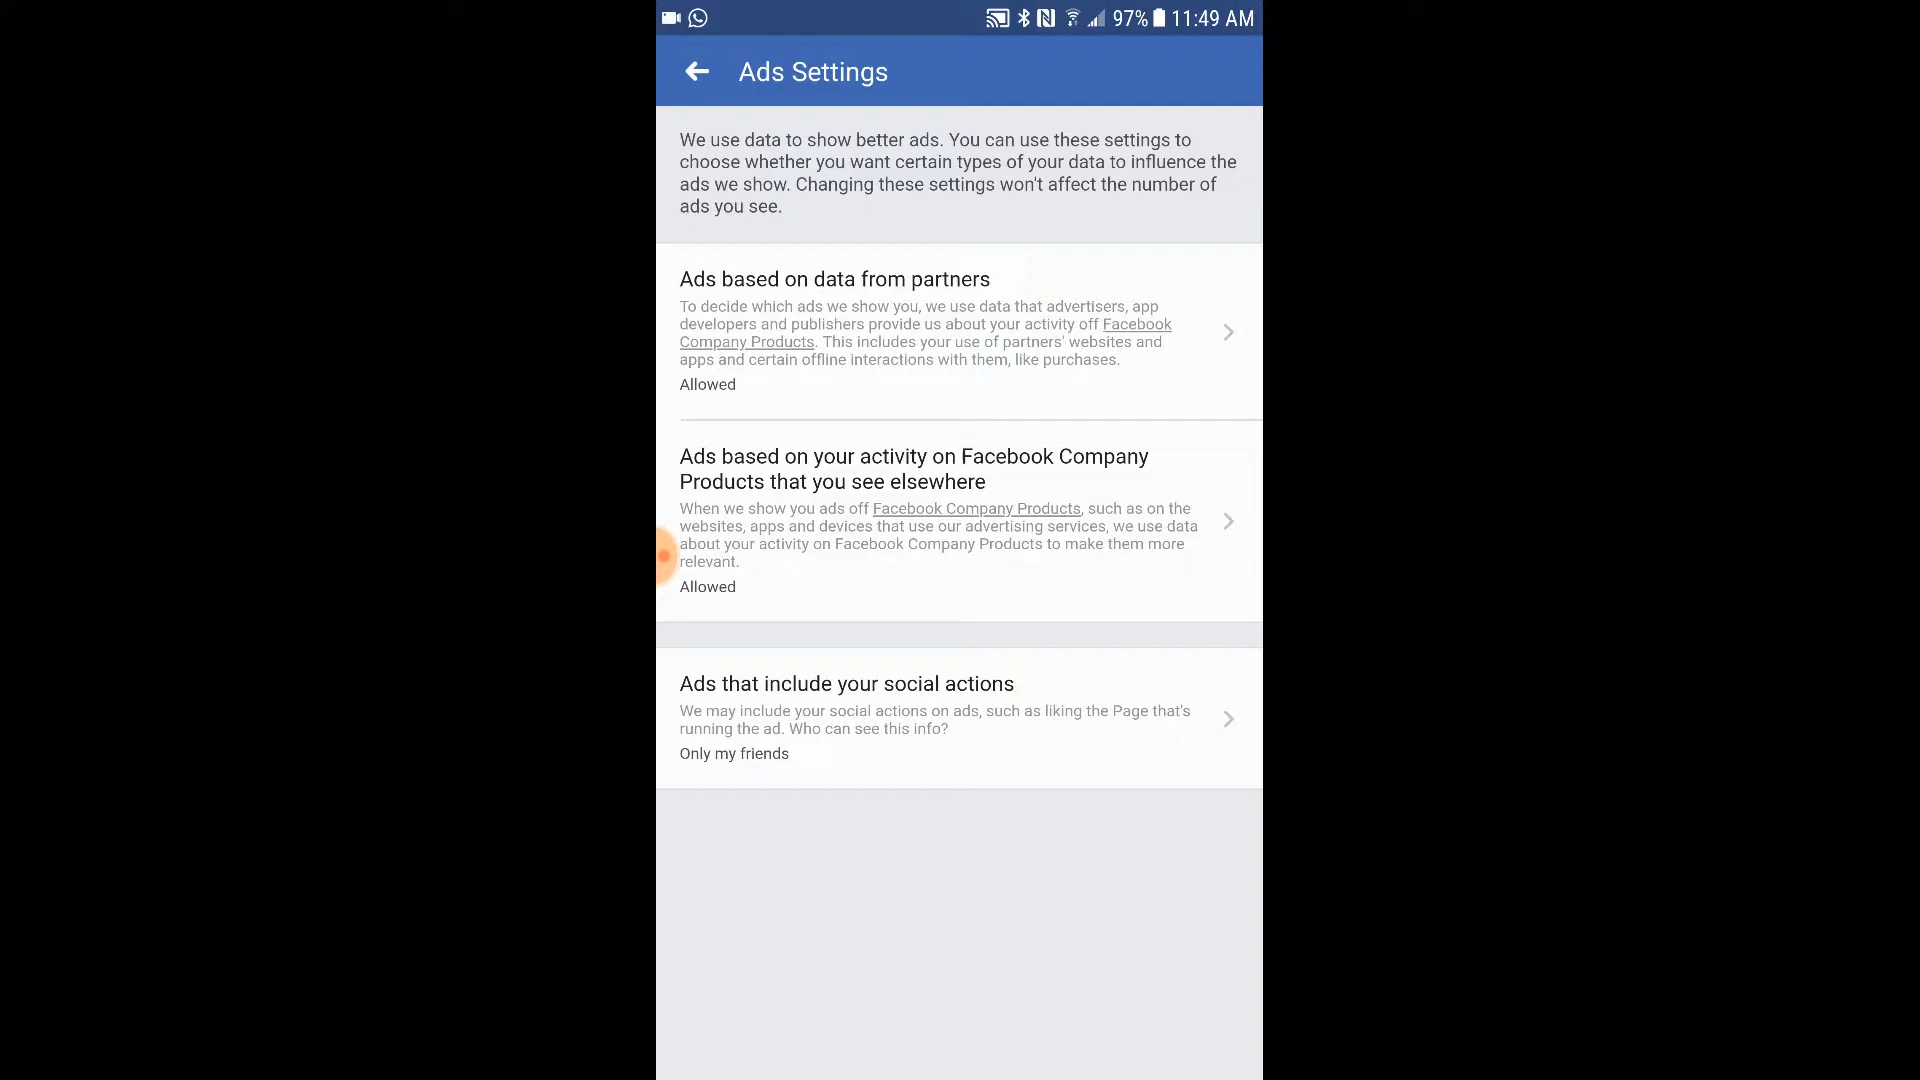 97% 11:49 AM
Ads Settings
We use data to show better ads. You can use these settings to
choose whether you want certain types of your data to influence the
ads we show. Changing these settings won't affect the number of
ads you see.
Ads based on data from partners
To decide which ads we show you, we use data that advertisers, app
developers and publishers provide us about your activity off Facebook
Company Products. This includes your use of partners' websites and
apps and certain offline interactions with them, like purchases.
Allowed
Ads based on your activity on Facebook Company
Products that you see elsewhere
When we show you ads off Facebook Company Products, such as on the
websites, apps and devices that use our advertising services, we use data
about your activity on Facebook Company Products to make them more
relevant.
Allowed
Ads that include your social actions
We may include your social actions on ads, such as liking the Page that's
running the ad. Who can see this info?
Only my friends